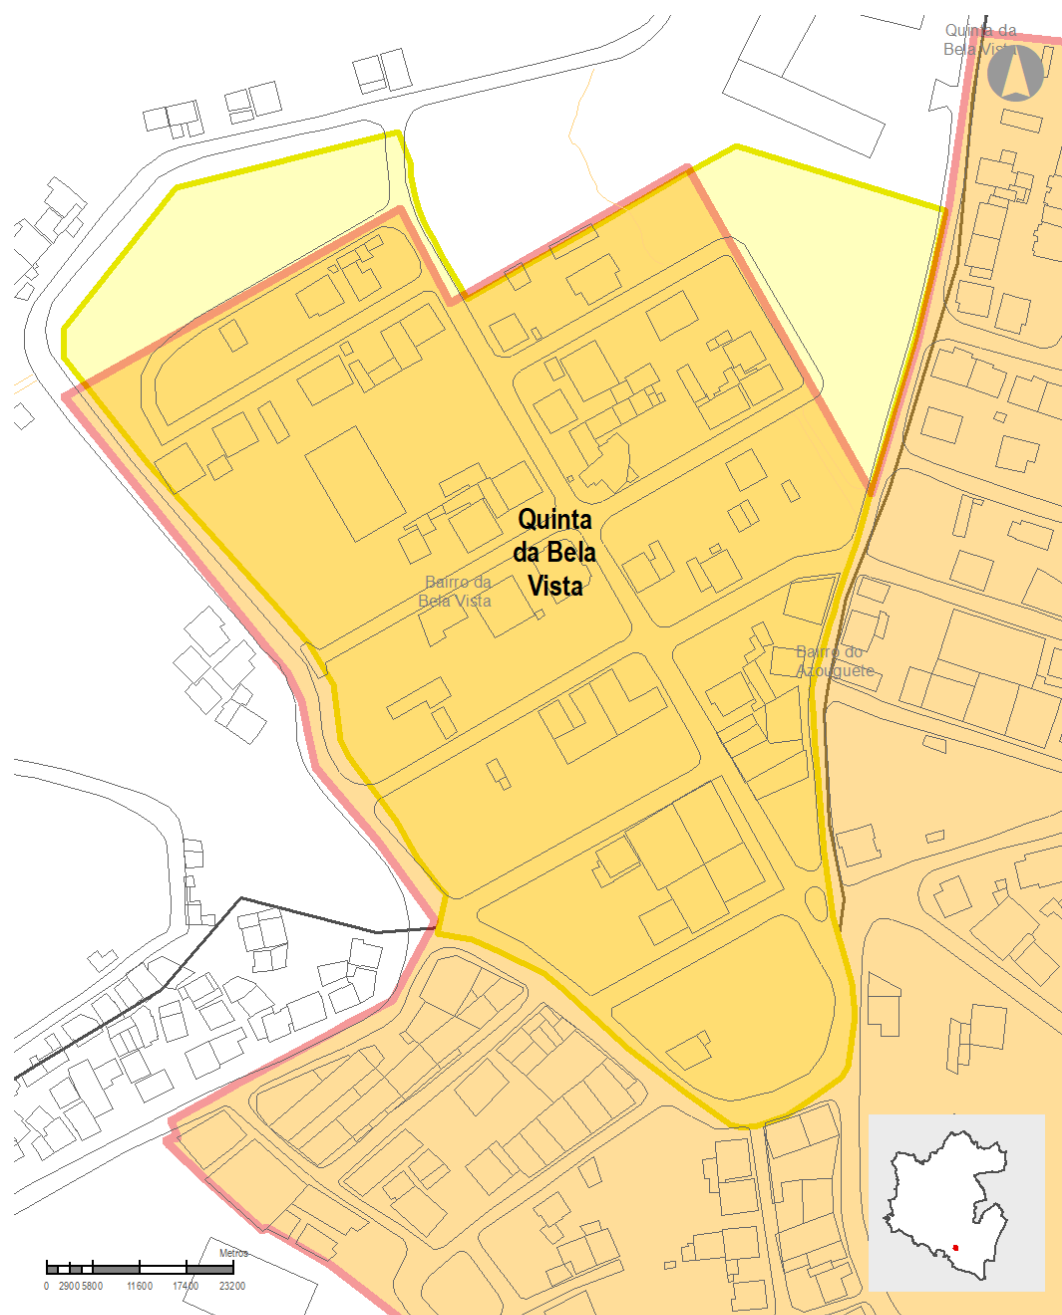 Quinta da
Bela Vista
Quinta
da Bela
Vista
Bairro da
Bela Vista
Bairro do
Azouguete
Metros
0 2900 5800 11600 17400 23200